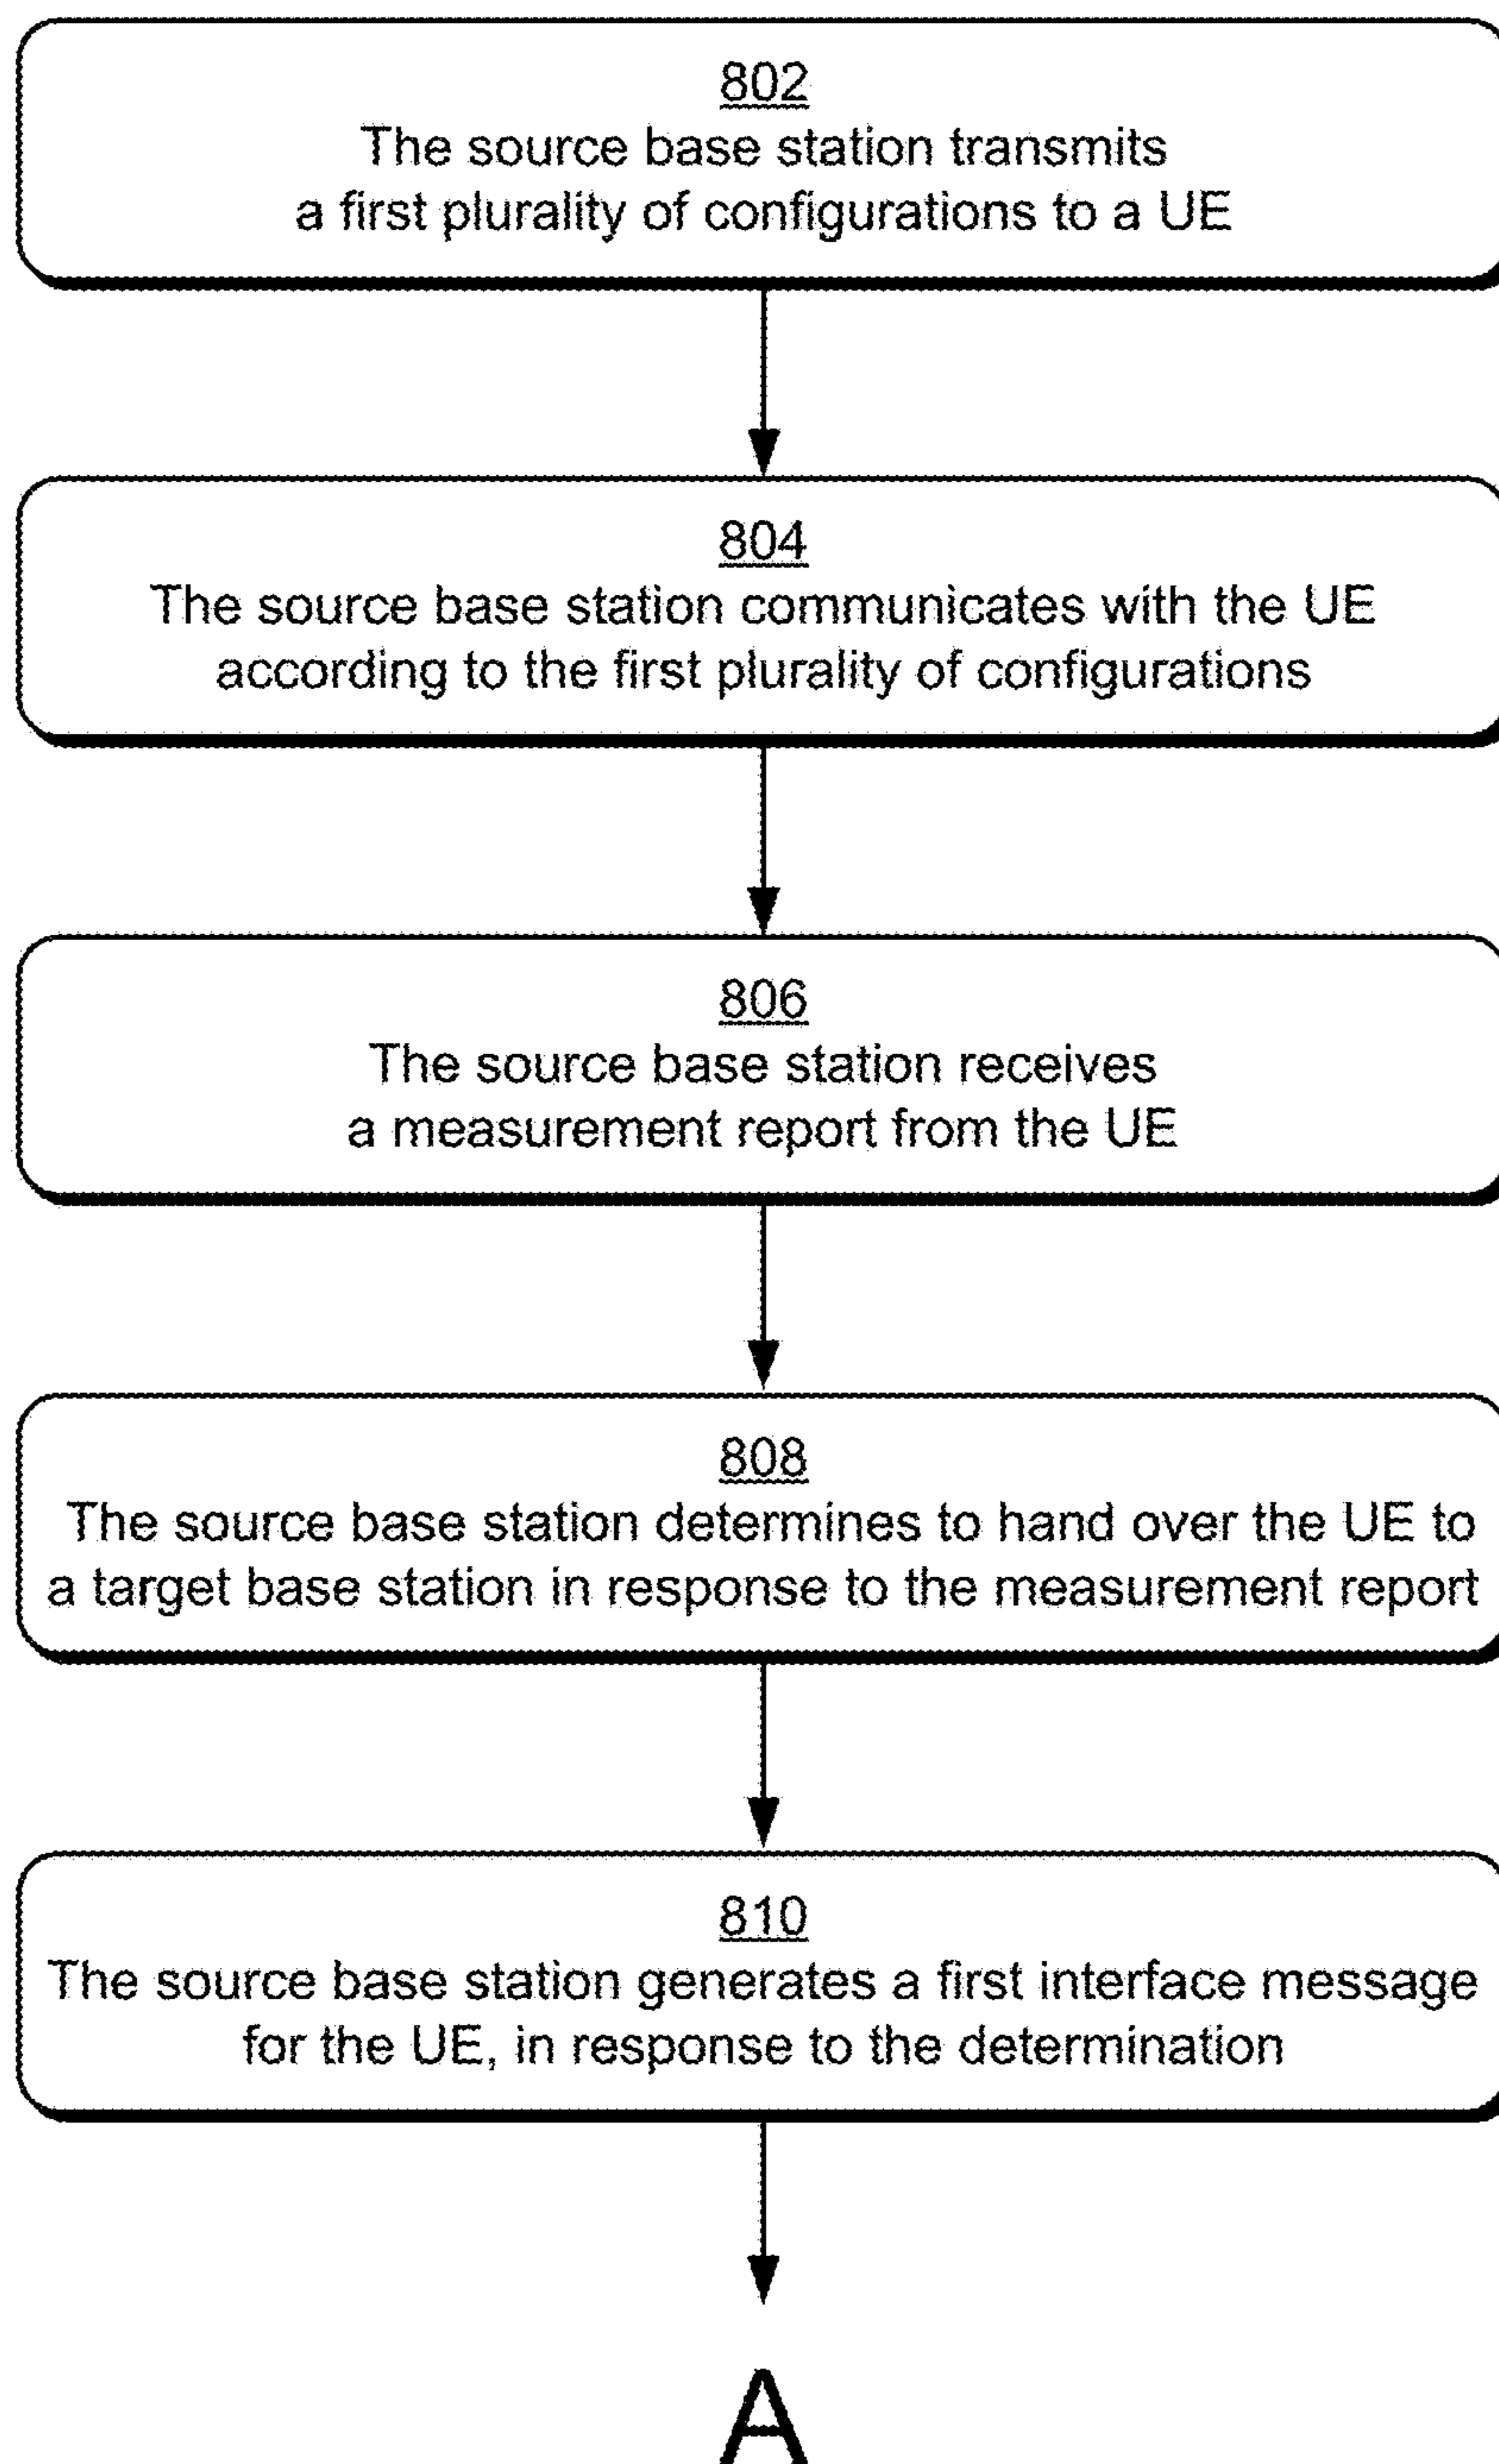 802
The source base station transmits
a first plurality of configurations to a UE
804
The source base station communicates with the UE
according to the first plurality of configurations
806
The source base station receives
a measurement report from the UE
808
The source base station determines to hand over the UE to
a target base station in response to the measurement report
810
The source base station generates a first interface message
for the UE, in response to the determination
A